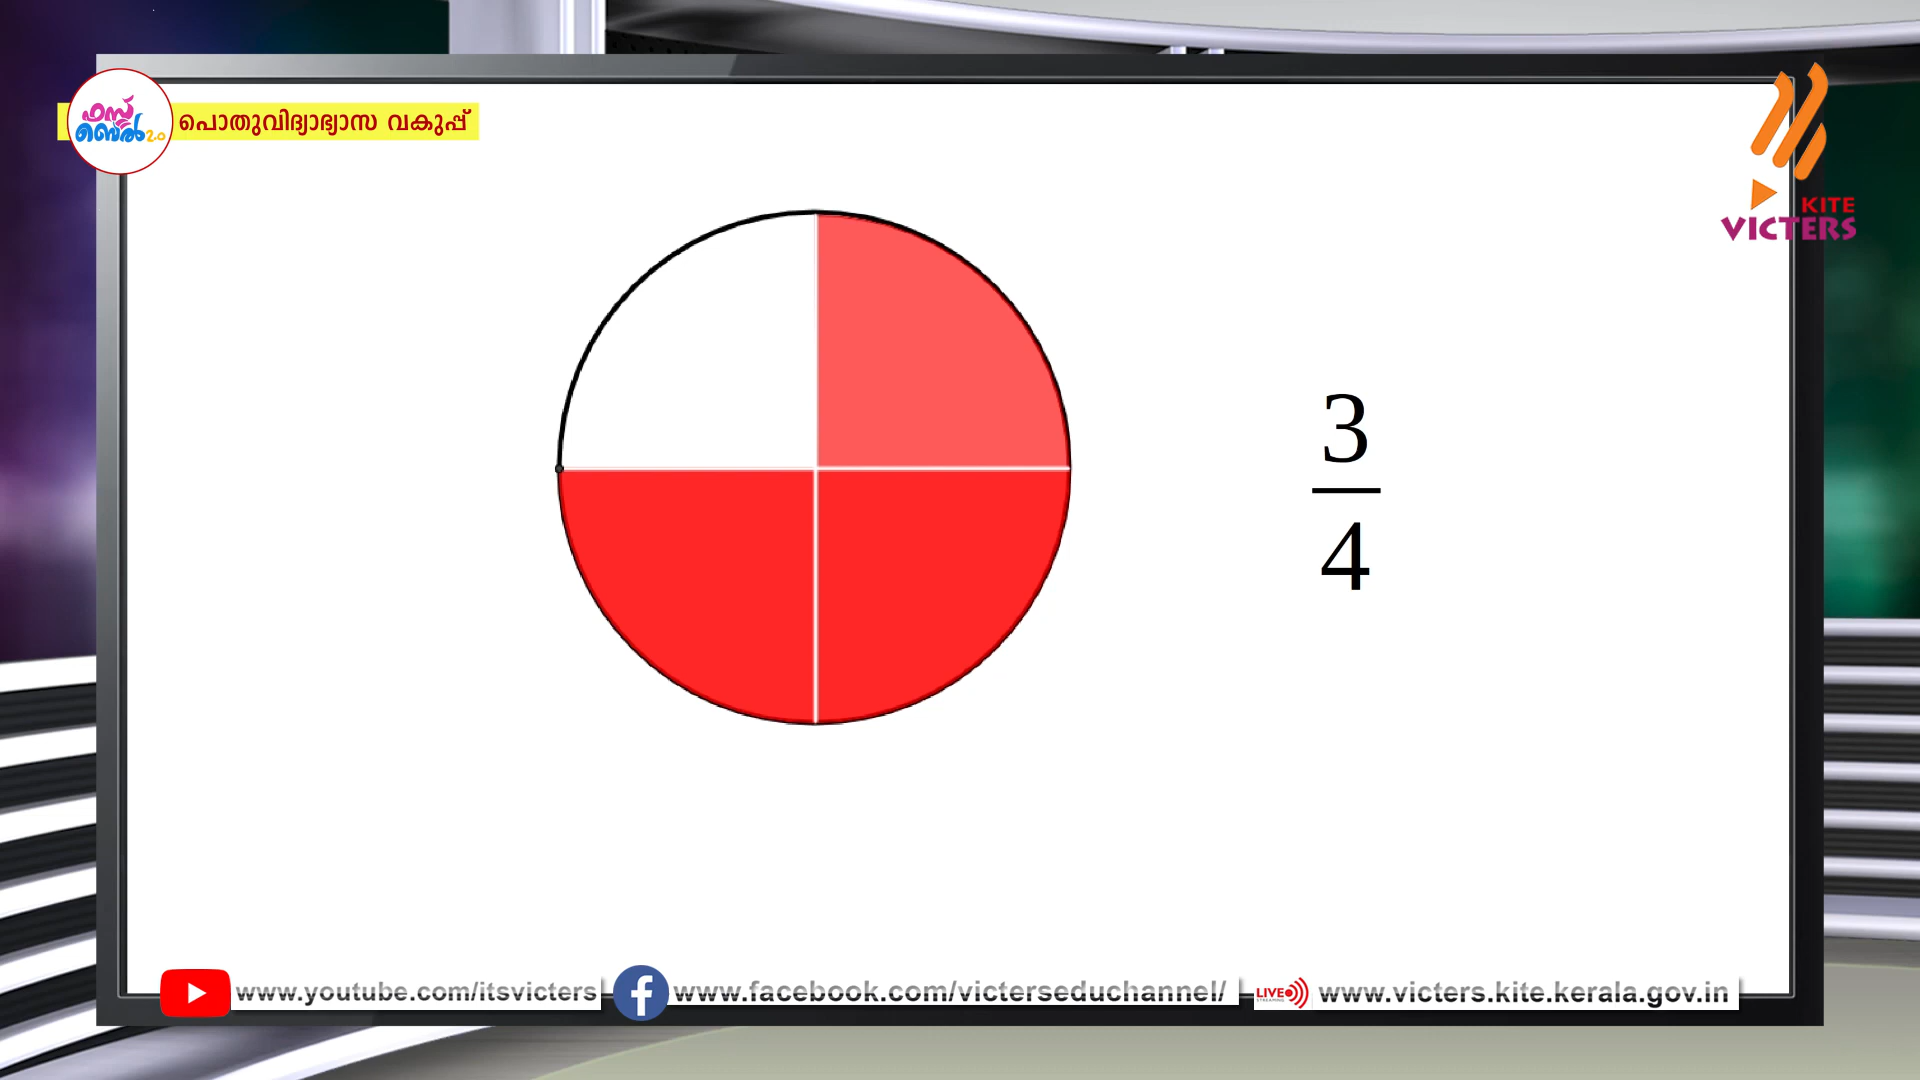 ഫസ്റ്റ്
ബെൽ 2.0
പൊതുവിദ്യാഭ്യാസ വകുപ്പ്
KITE
VICTERS
3
4
www.youtube.com/itsvicters
www.facebook.com/victerseduchannel/
LIVE
STREAMING
www.victers.kite.kerala.gov.in